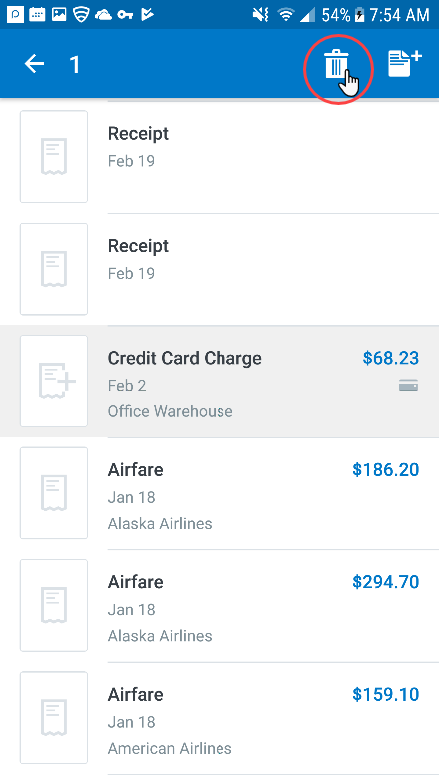 54% 7:54 AM
1
Receipt
Feb 19
Receipt
Feb 19
Credit Card Charge $68.23
Feb 2
Office Warehouse
Airfare $186.20
Jan 18
Alaska Airlines
Airfare $294.70
Jan 18
Alaska Airlines
Airfare $159.10
Jan 18
American Airlines